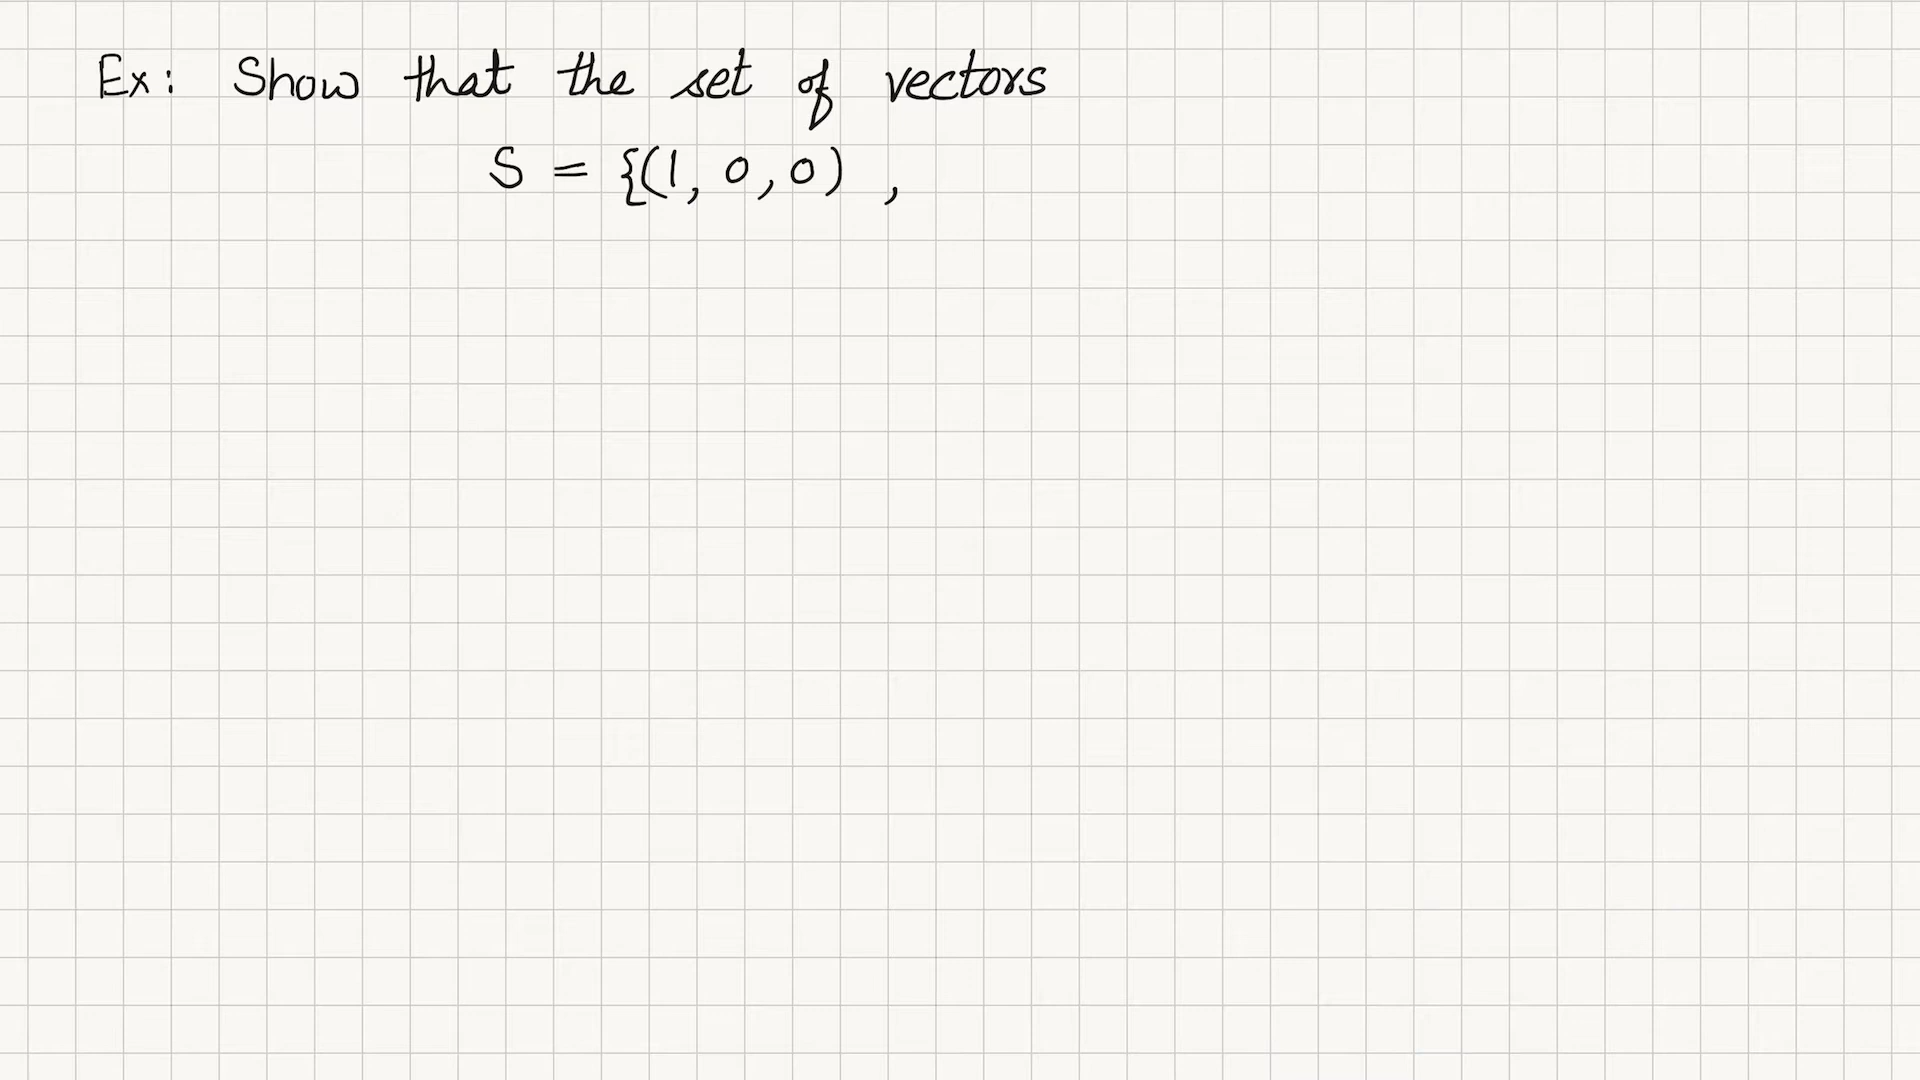 Ex: Show that the set of vectors
S = {(1, 0, 0) ,